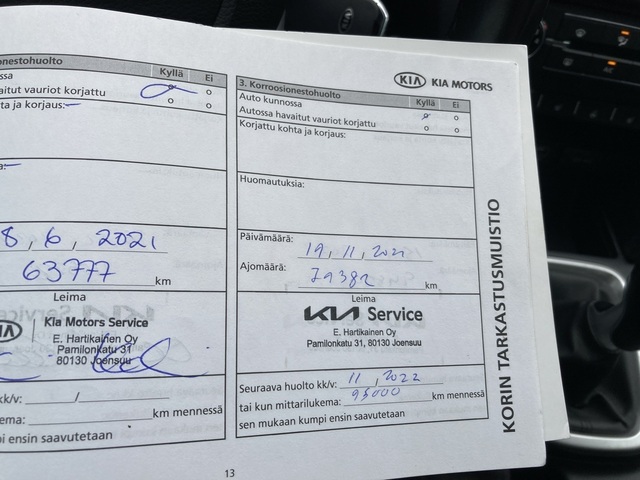 onestohuolto
Kyllä Ei
ssa
aitut vauriot korjattu
ta ja korjaus:
8, 6, 2021
63777 km
Leima
Kia Motors Service
E. Hartikainen Oy
Pamilonkatu 31
80130 Joensuu
kk/v: /
ema: km mennessä
i ensin saavutetaan
13
KIA KIA MOTORS
3. Korroosionestohuolto
Kyllä Ei
Auto kunnossa
Autossa havaitut vauriot korjattu
Korjattu kohta ja korjaus:
Huomautuksia:
Päivämäärä: 19, 11, 2021
Ajomäärä: 79382 km
Leima
KIA Service
E. Hartikainen Oy
Pamilonkatu 31, 80130 Joensuu
Seuraava huolto kk/v: 11, 2022
tai kun mittarilukema: 95000 km mennessä
sen mukaan kumpi ensin saavutetaan
KORIN TARKASTUSMUISTIO
KIA